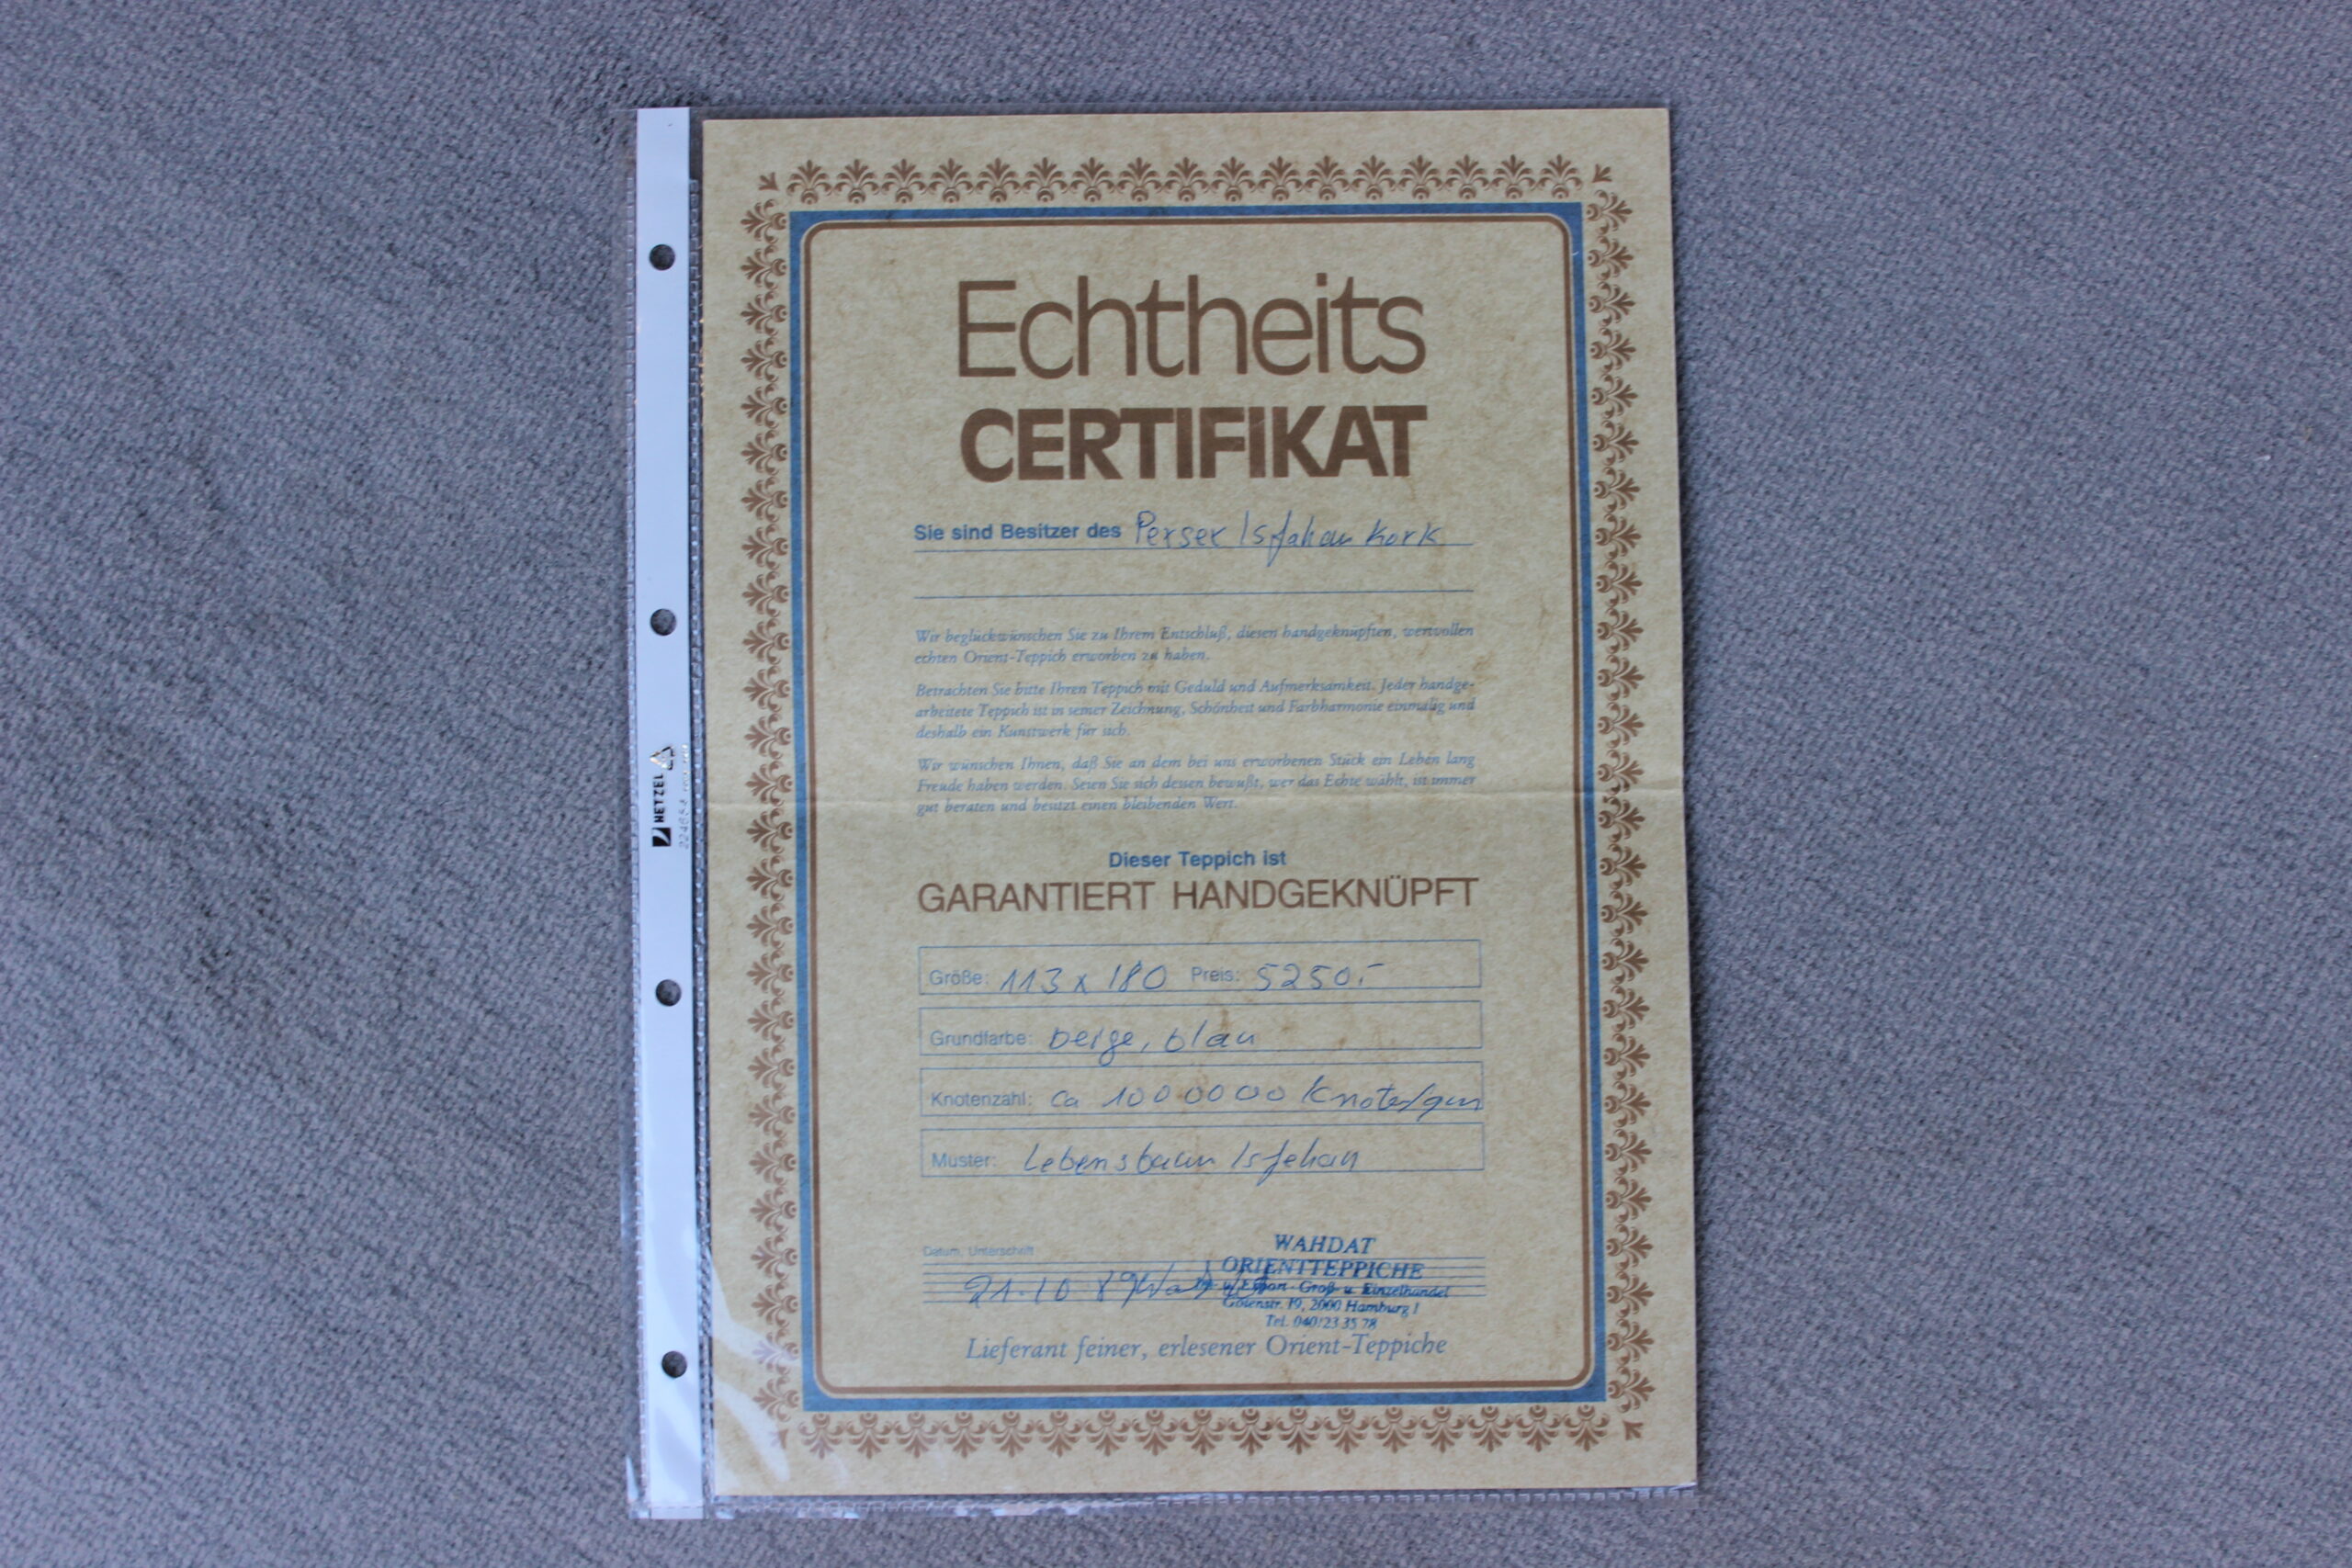 Echtheits
CERTIFIKAT
Sie sind Besitzer des Perser Isfahan Kork
Wir beglückwünschen Sie zu Ihrem Entschluß, diesen handgeknüpften, wertvollen
echten Orient-Teppich erworben zu haben.
Betrachten Sie bitte Ihren Teppich mit Geduld und Aufmerksamkeit. Jeder handge-
arbeitete Teppich ist in seiner Zeichnung, Schönheit und Farbharmonie einmalig und
deshalb ein Kunstwerk für sich.
Wir wünschen Ihnen, daß Sie an dem bei uns erworbenen Stück ein Leben lang
Freude haben werden. Seien Sie sich dessen bewußt, wer das Echte wählt, ist immer
gut beraten und besitzt einen bleibenden Wert.
Dieser Teppich ist
GARANTIERT HANDGEKNÜPFT
Größe: 113 x 180 Preis: 5250.-
Grundfarbe: beige, blau
Knotenzahl: ca 1000000 Knoten/qm
Muster: Lebensbaum Isfehan
Datum, Unterschrift
21.10 89
WAHDAT
ORIENTTEPPICHE
u. Export - Groß- u. Einzelhandel
19, 2000 Hamburg 1
Tel. 040/23 35 78
Lieferant feiner, erlesener Orient-Teppiche
HETZEL